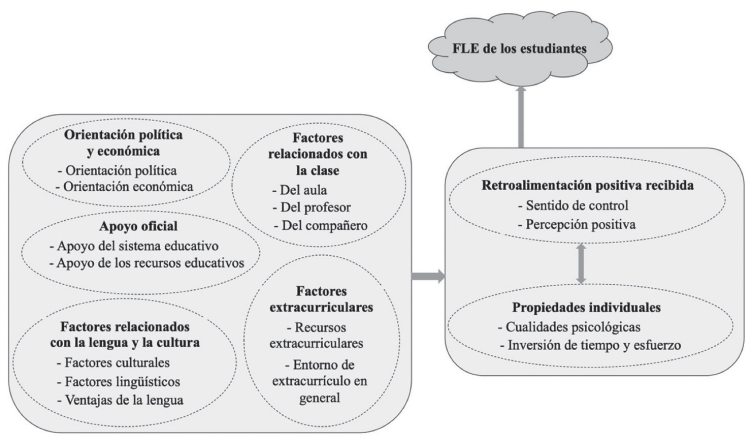 FLE de los estudiantes
Orientación política
y económica
- Orientación política
- Orientación económica
Factores
relacionados con
la clase
- Del aula
- Del profesor
- Del compañero
Apoyo oficial
- Apoyo del sistema educativo
- Apoyo de los recursos educativos
Factores relacionados
con la lengua y la cultura
- Factores culturales
- Factores lingüísticos
- Ventajas de la lengua
Factores
extracurriculares
- Recursos
extracurriculares
- Entorno de
extracurrículo en
general
Retroalimentación positiva recibida
- Sentido de control
- Percepción positiva
Propiedades individuales
- Cualidades psicológicas
- Inversión de tiempo y esfuerzo